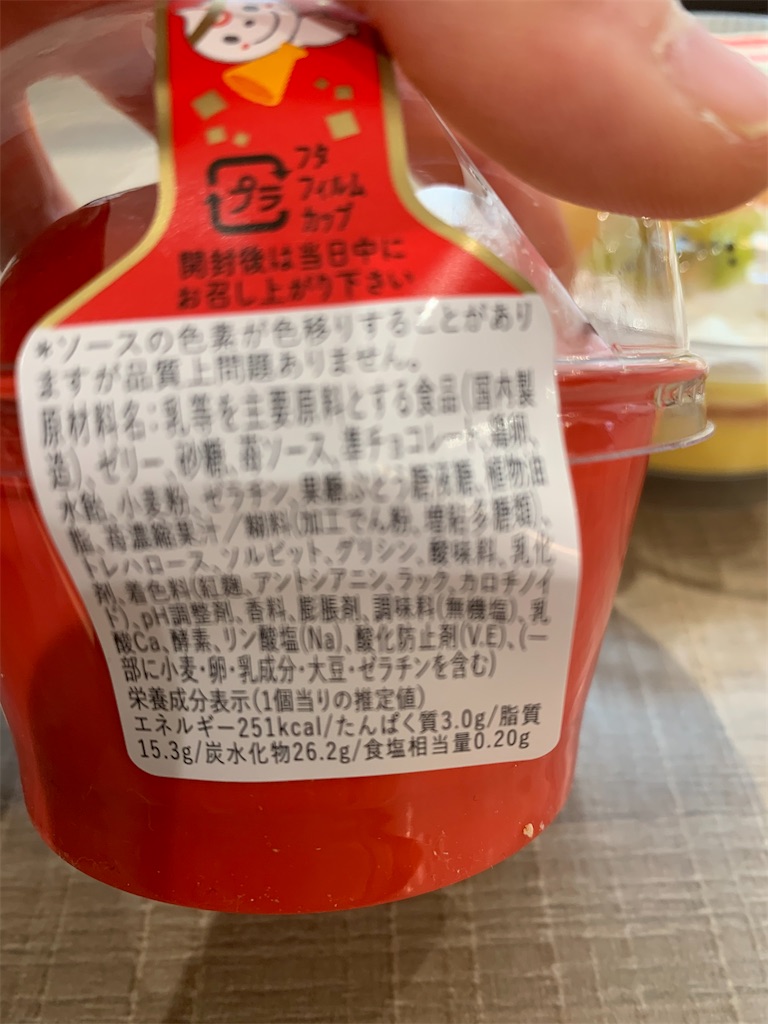 プラ
フタ
フィルム
カップ
開封後は当日中に
お召し上がり下さい
*ソースの色素が色移りすることがあり
ますが品質上問題ありません。
原材料名:乳等を主要原料とする食品(国内製
造)、ゼリー、砂糖、苺ソース、準チョコレート、鶏卵、
水飴、小麦粉、ゼラチン、果糖ぶどう糖液糖、植物油
脂、苺濃縮果汁/糊料(加工でん粉、増粘多糖類)、
トレハロース、ソルビット、グリシン、酸味料、乳化
剤、着色料(紅麹、アントシアニン、ラック、カロチノイ
ド)、pH調整剤、香料、膨脹剤、調味料(無機塩)、乳
酸Ca、酵素、リン酸塩(Na)、酸化防止剤(V.E)、(一
部に小麦・卵・乳成分・大豆・ゼラチンを含む)
栄養成分表示(1個当りの推定値)
エネルギー251kcal/たんぱく質3.0g/脂質
15.3g/炭水化物26.2g/食塩相当量0.20g